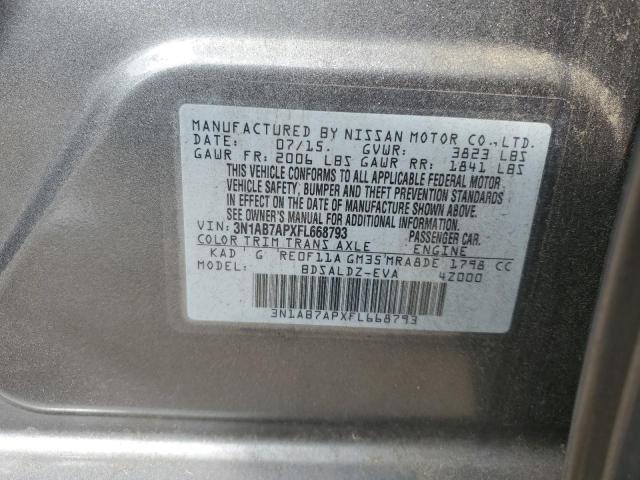 MANUFACTURED BY NISSAN MOTOR CO.,LTD.
DATE: 07/15. GVWR: 3823 LBS
GAWR FR: 2006 LBS GAWR RR: 1841 LBS
THIS VEHICLE CONFORMS TO ALL APPLICABLE FEDERAL MOTOR
VEHICLE SAFETY, BUMPER AND THEFT PREVENTION STANDARDS
IN EFFECT ON THE DATE OF MANUFACTURE SHOWN ABOVE.
SEE OWNER'S MANUAL FOR ADDITIONAL INFORMATION.
VIN: 3N1AB7APXFL668793 PASSENGER CAR.
COLOR TRIM TRANS AXLE ENGINE
KAD G RE0F11A GM35 MRA8DE 1798 CC
MODEL: BDSALDZ-EVA 4Z000
3N1AB7APXFL668793